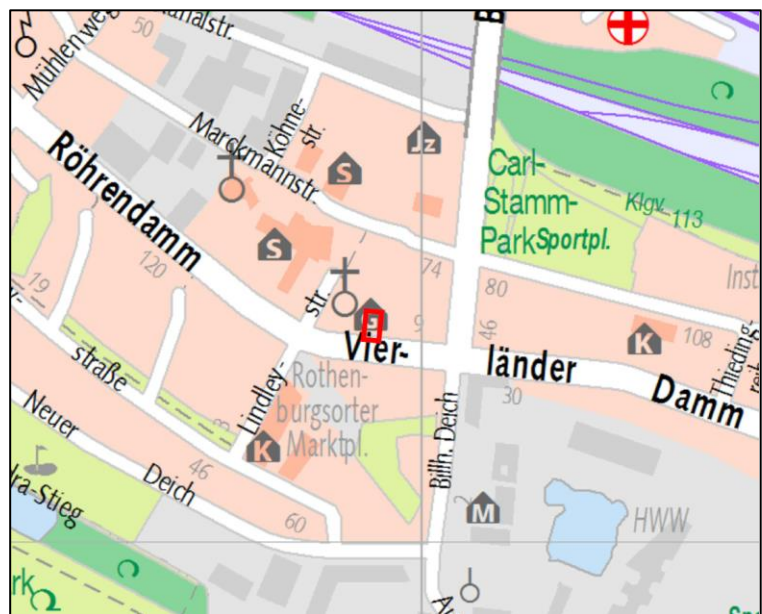 Kanalstr.
B
50
Mühlenweg
Köhne-
str.
Jz
Marckmannstr.
S
Carl-
Stamm-
Park Sportpl.
Klgv.
113
Röhrendamm
S
120
74
80
Inst
19
str.
G
9
46
K
108
Vier-
länder
Damm
Thieding-
straße
Lindley-
Rothen-
burgsorter
Marktpl.
30
Neuer
K
Billh. Deich
46
Deich
M
HWW
60
ra-Stieg
rk